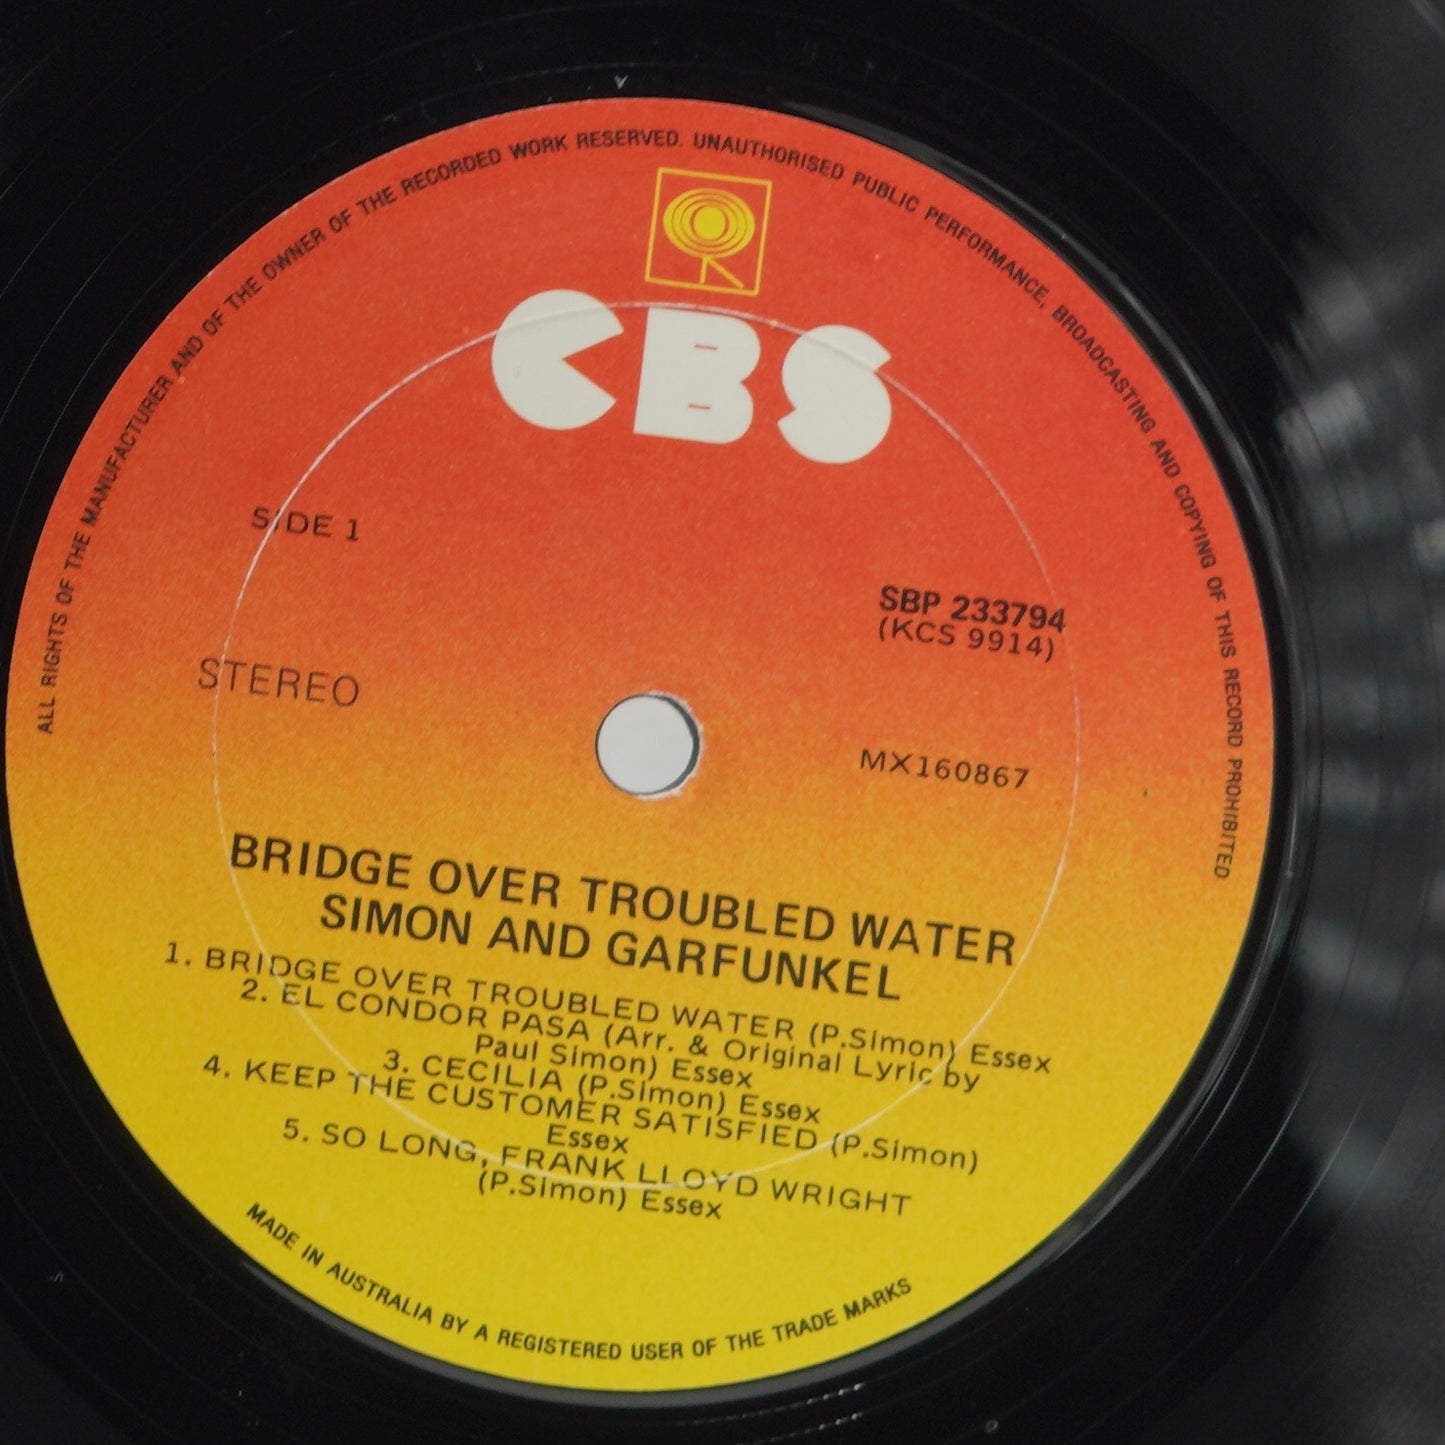 ALL RIGHTS OF THE MANUFACTURER AND OF THE OWNER OF THE RECORDED WORK RESERVED. UNAUTHORISED PUBLIC PERFORMANCE, BROADCASTING AND COPYING OF THIS RECORD PROHIBITED
CBS
SIDE 1
SBP 233794
(KCS 9914)
STEREO
MX160867
BRIDGE OVER TROUBLED WATER
SIMON AND GARFUNKEL
1. BRIDGE OVER TROUBLED WATER (P.Simon) Essex
2. EL CONDOR PASA (Arr. & Original Lyric by
Paul Simon) Essex
3. CECILIA (P.Simon) Essex
4. KEEP THE CUSTOMER SATISFIED (P.Simon)
Essex
5. SO LONG, FRANK LLOYD WRIGHT
(P.Simon) Essex
MADE IN AUSTRALIA BY A REGISTERED USER OF THE TRADE MARKS